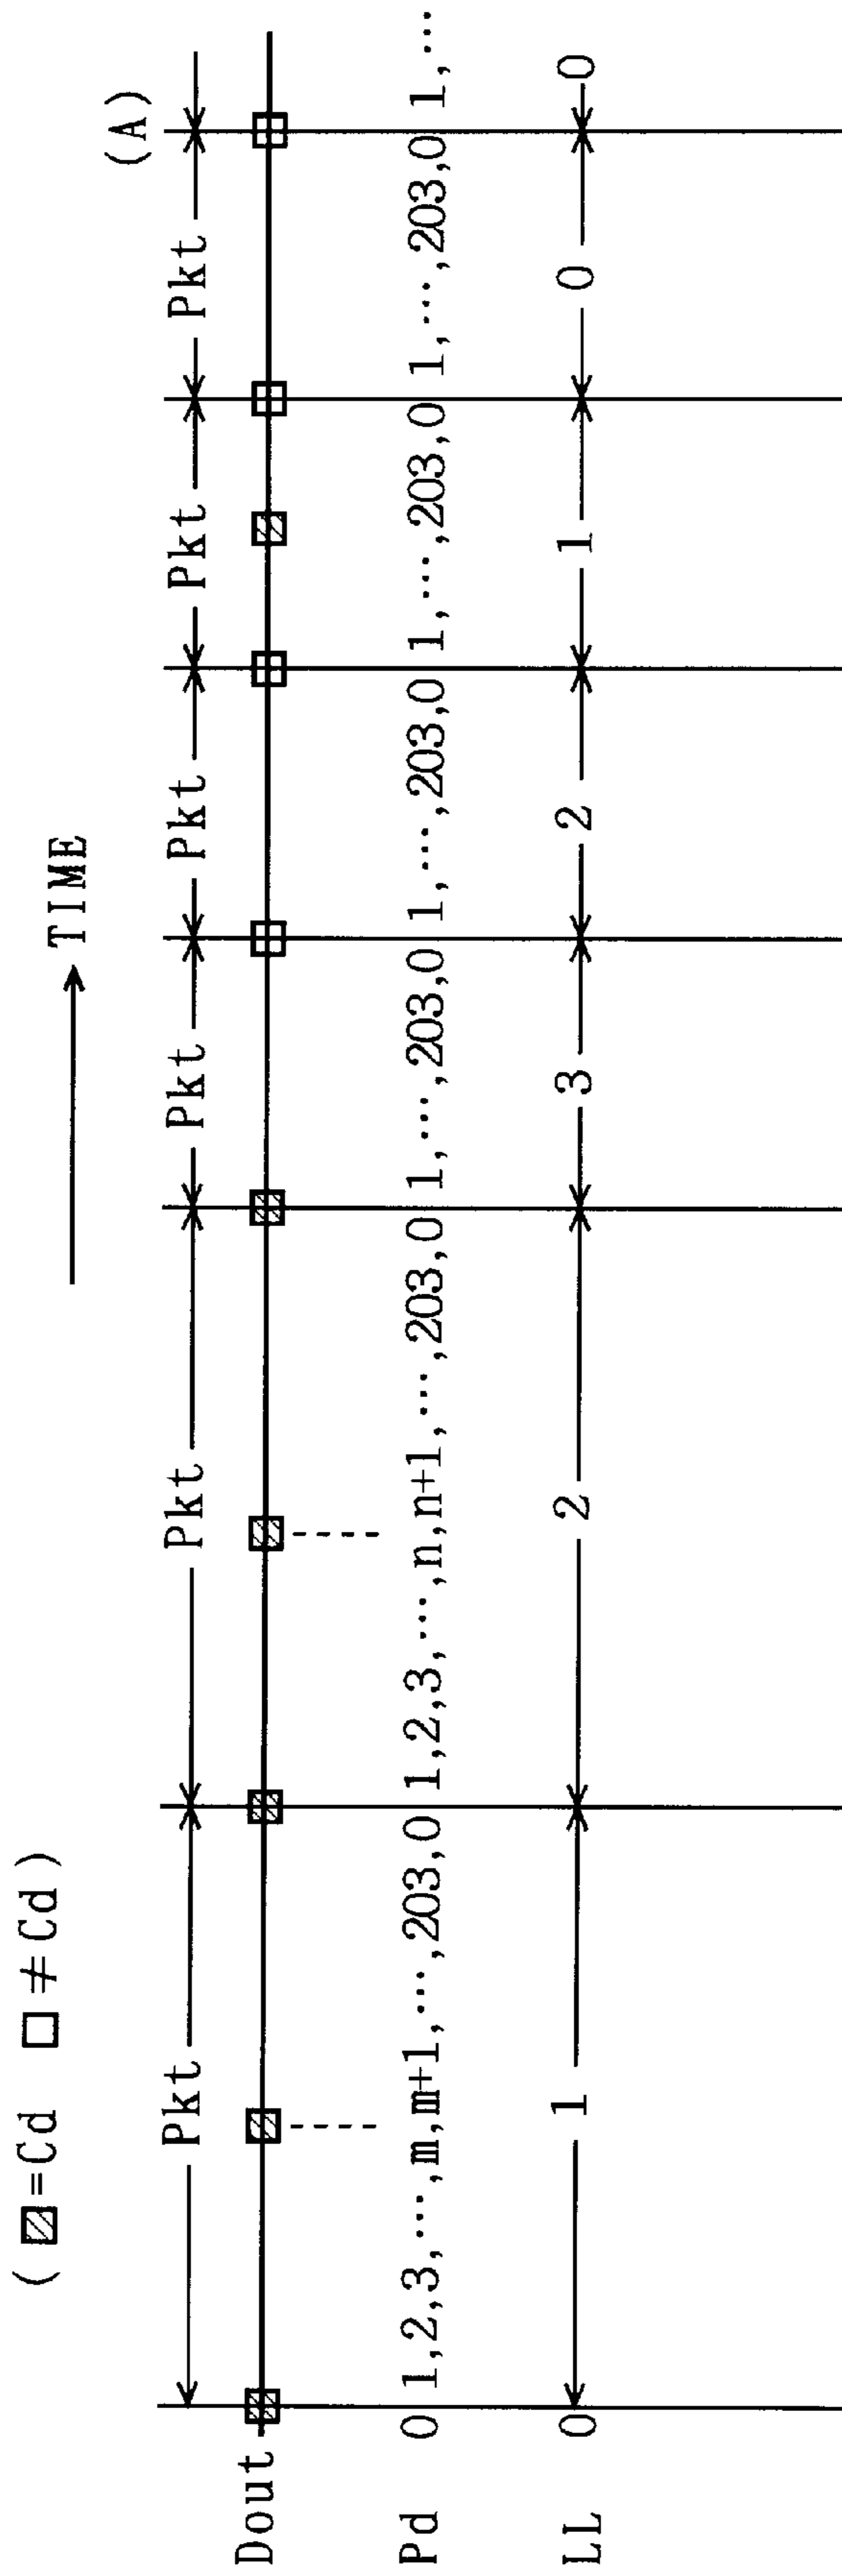 ( ▨=Cd □≠Cd )
TIME
(A)
Pkt Pkt Pkt Pkt Pkt Pkt
Dout
Pd 0 1,2,3,…,m,m+1,…,203,0 1,2,3,…,n,n+1,…,203,0 1,…,203,0 1,…,203,0 1,…,203,0 1,…,203,0 1,…
LL 0 1 2 3 2 1 0 0